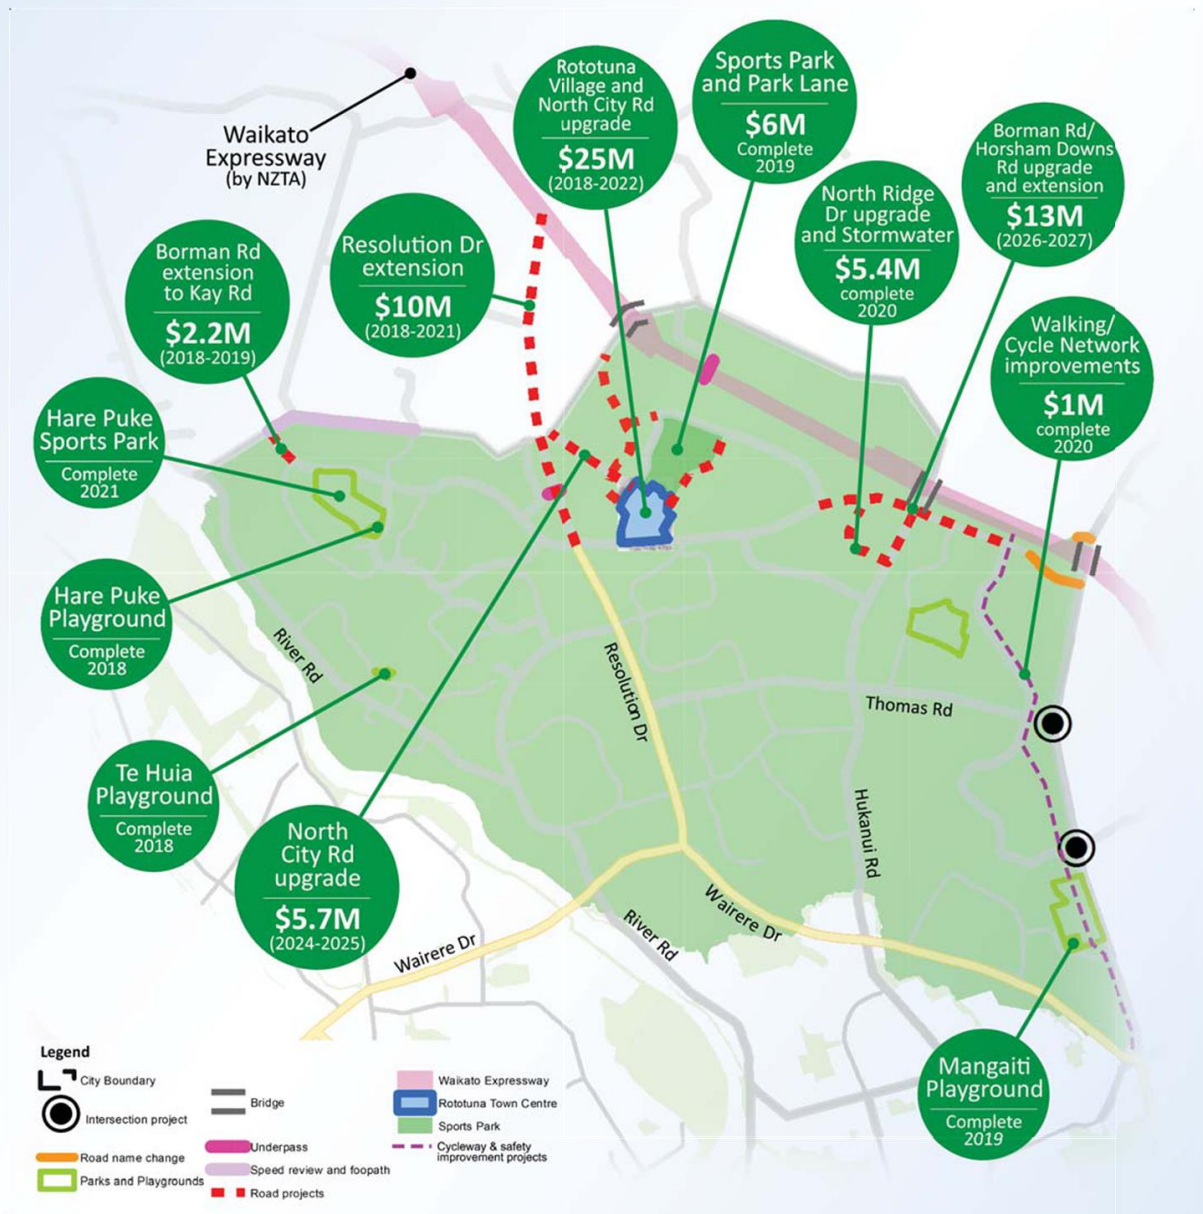 Waikato
Expressway
(by NZTA)
Rototuna
Village and
North City Rd
upgrade
$25M
(2018-2022)
Sports Park
and Park Lane
$6M
Complete
2019
Borman Rd/
Horsham Downs
Rd upgrade
and extension
$13M
(2026-2027)
North Ridge
Dr upgrade
and Stormwater
$5.4M
complete
2020
Resolution Dr
extension
$10M
(2018-2021)
Borman Rd
extension
to Kay Rd
$2.2M
(2018-2019)
Walking/
Cycle Network
improvements
$1M
complete
2020
Hare Puke
Sports Park
Complete
2021
Hare Puke
Playground
Complete
2018
Te Huia
Playground
Complete
2018
North
City Rd
upgrade
$5.7M
(2024-2025)
Mangaiti
Playground
Complete
2019
River Rd
Resolution Dr
Thomas Rd
Hukanui Rd
Wairere Dr
River Rd
Wairere Dr
Legend
City Boundary
Intersection project
Road name change
Parks and Playgrounds
Bridge
Underpass
Speed review and foopath
Road projects
Waikato Expressway
Rototuna Town Centre
Sports Park
Cycleway & safety
improvement projects